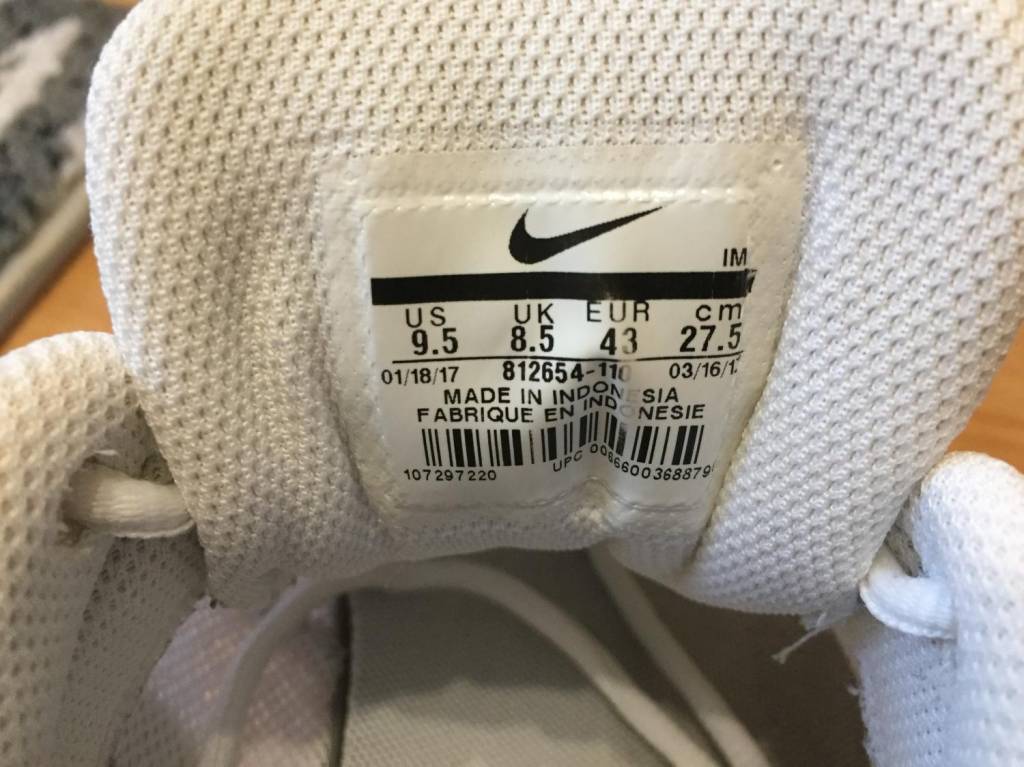 IM
US UK EUR cm
9.5 8.5 43 27.5
01/18/17 812654-110
MADE IN INDONESIA
FABRIQUE EN INDONESIE
107297220 UPC